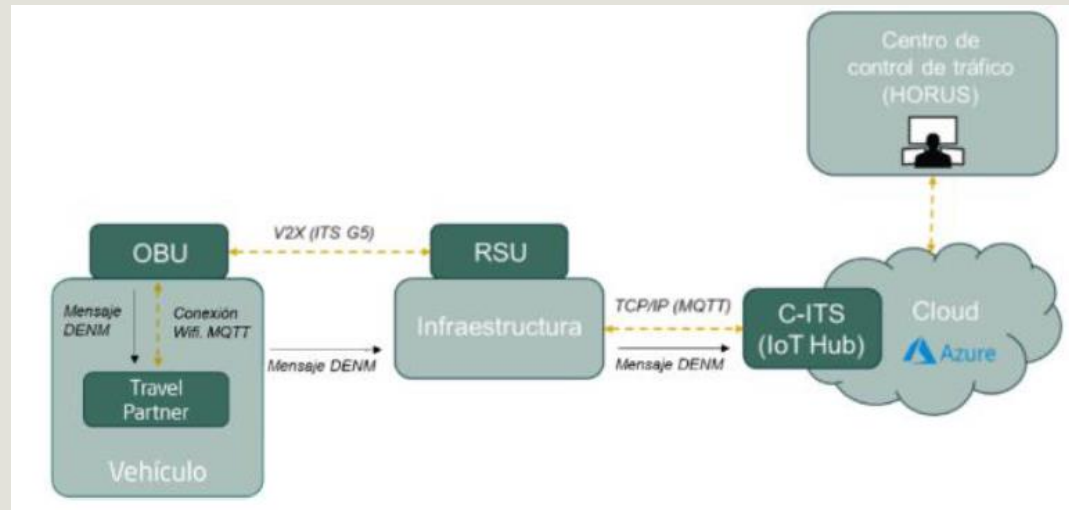 Centro de
control de tráfico
(HORUS)
OBU
V2X (ITS G5)
RSU
Mensaje
DENM
Conexión
Wifi. MQTT
Travel
Partner
Vehículo
Mensaje DENM
Infraestructura
TCP/IP (MQTT)
Mensaje DENM
C-ITS
(IoT Hub)
Cloud
Azure